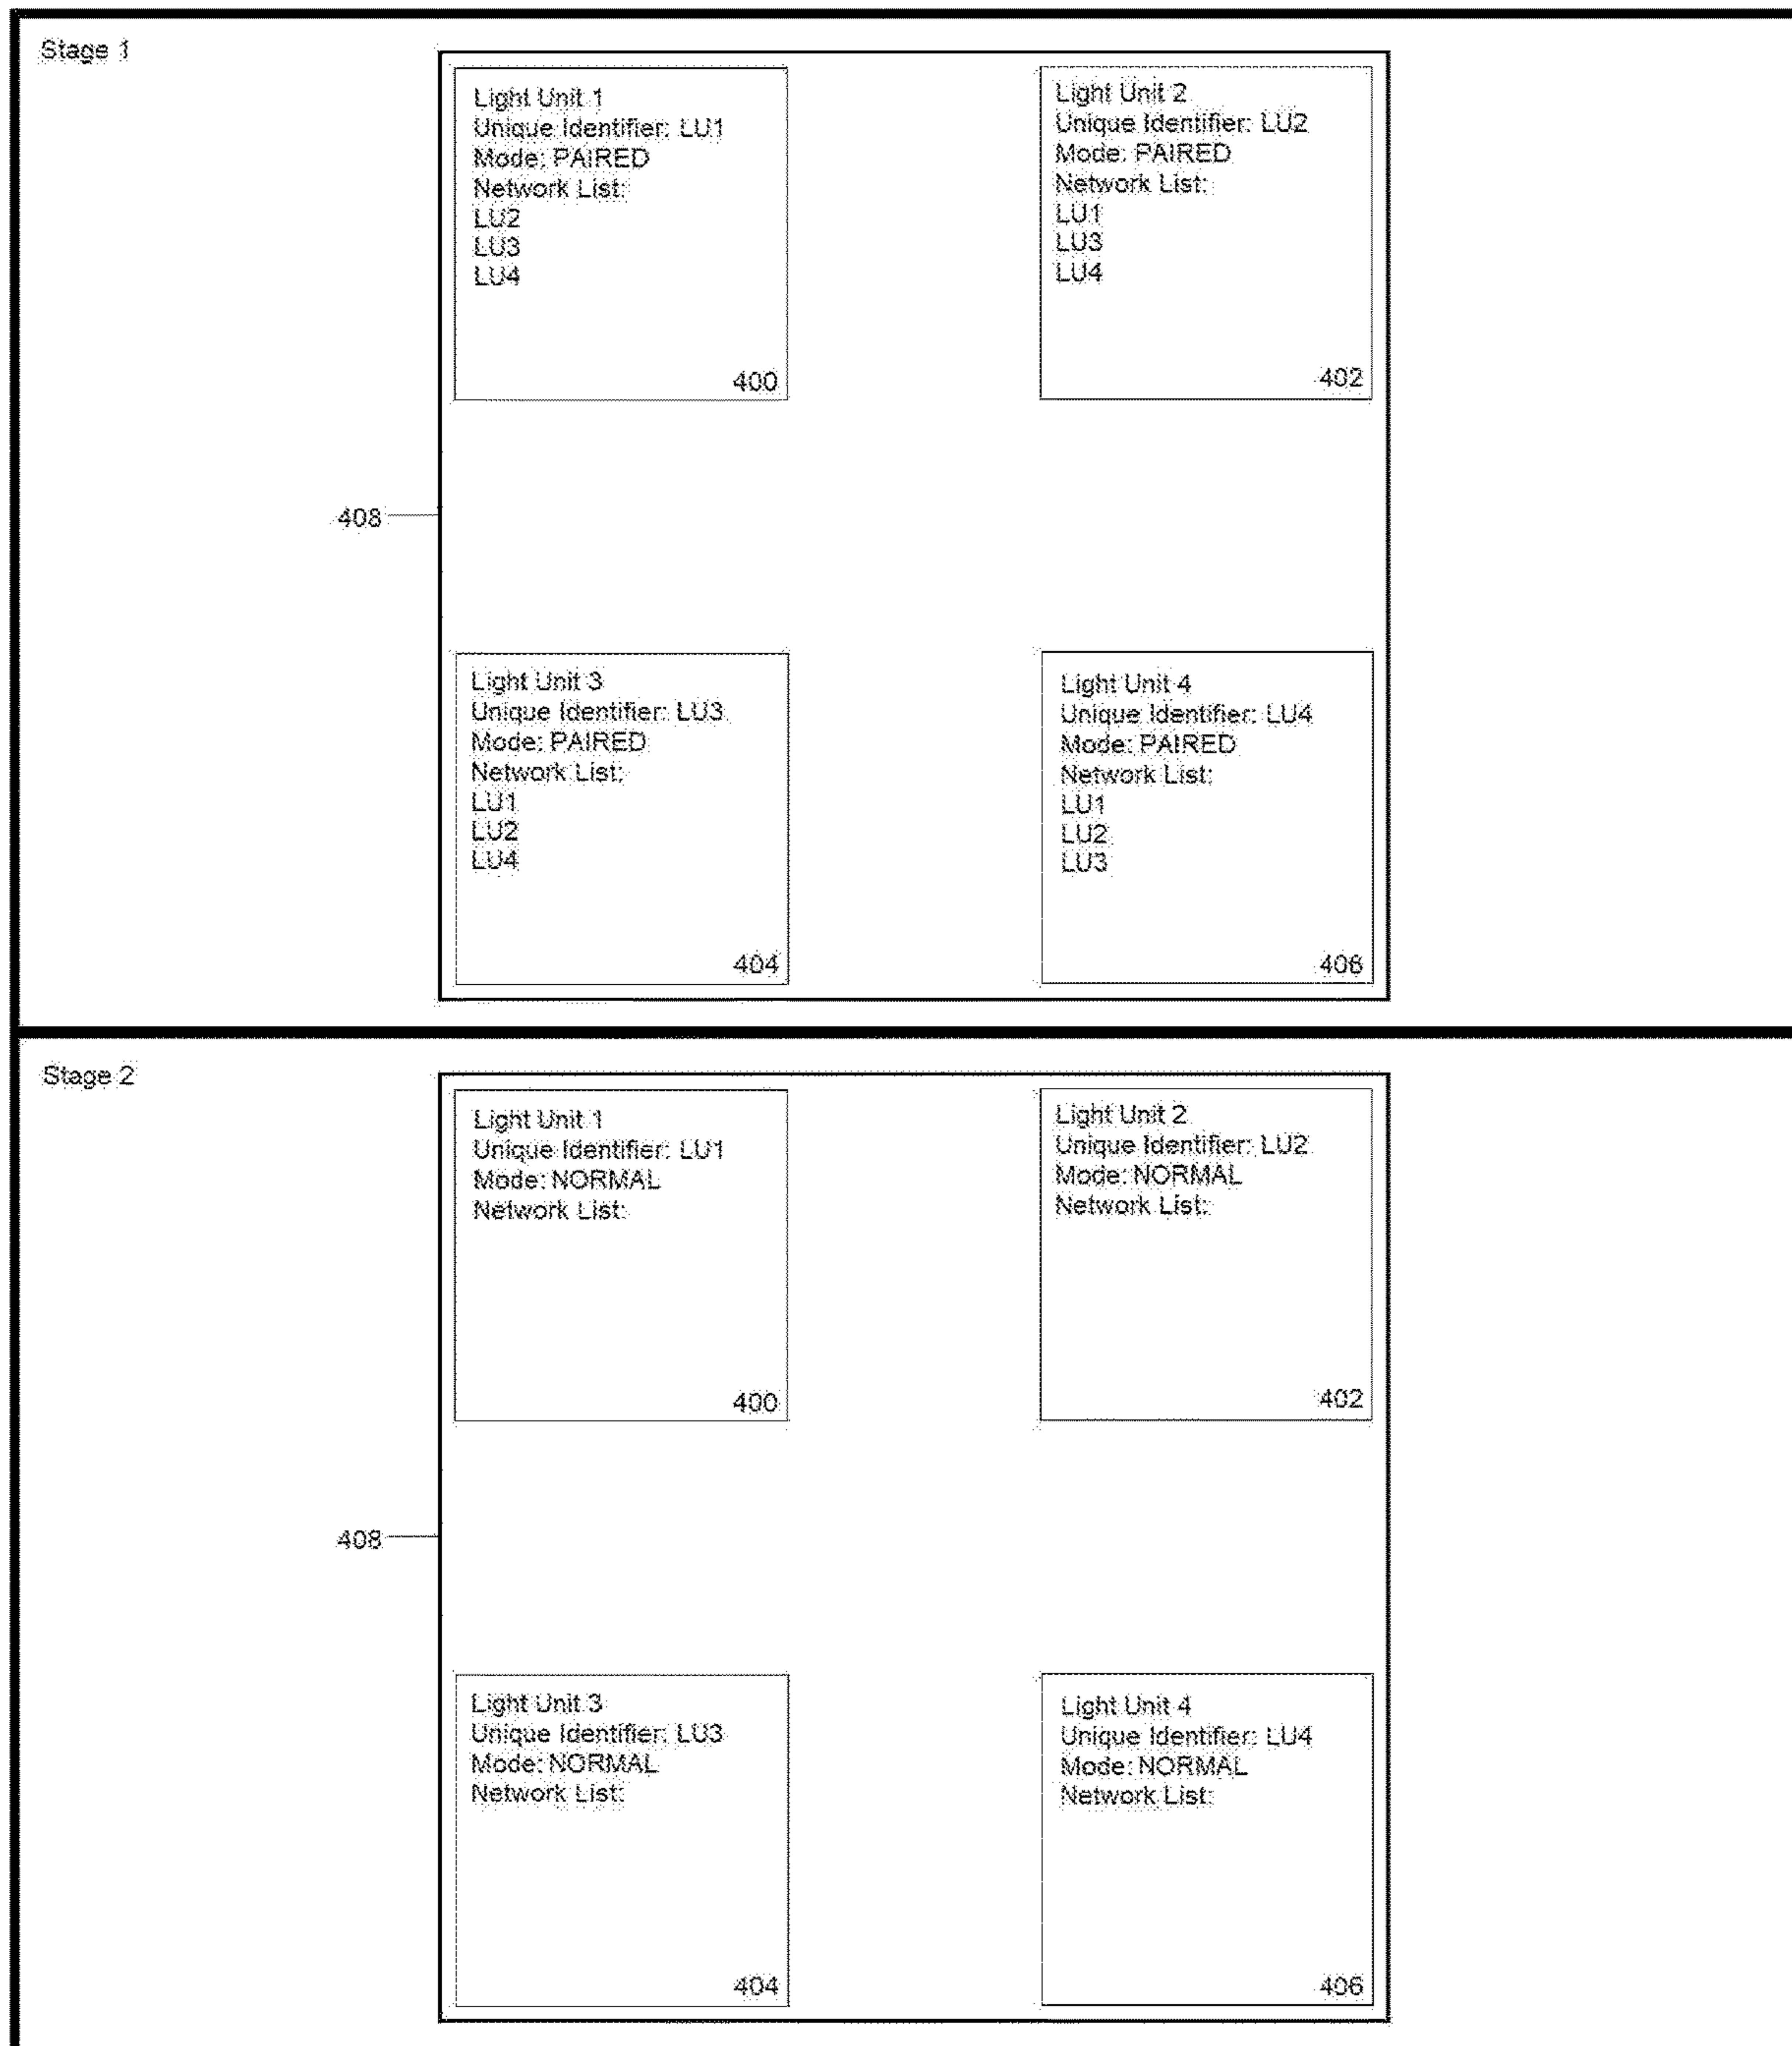 Stage 1
Light Unit 1
Unique Identifier: LU1
Mode: PAIRED
Network List:
LU2
LU3
LU4
400
Light Unit 2
Unique Identifier: LU2
Mode: PAIRED
Network List:
LU1
LU3
LU4
402
408
Light Unit 3
Unique Identifier: LU3
Mode: PAIRED
Network List:
LU1
LU2
LU4
404
Light Unit 4
Unique Identifier: LU4
Mode: PAIRED
Network List:
LU1
LU2
LU3
406
Stage 2
Light Unit 1
Unique Identifier: LU1
Mode: NORMAL
Network List:
400
Light Unit 2
Unique Identifier: LU2
Mode: NORMAL
Network List:
402
408
Light Unit 3
Unique Identifier: LU3
Mode: NORMAL
Network List:
404
Light Unit 4
Unique Identifier: LU4
Mode: NORMAL
Network List:
406